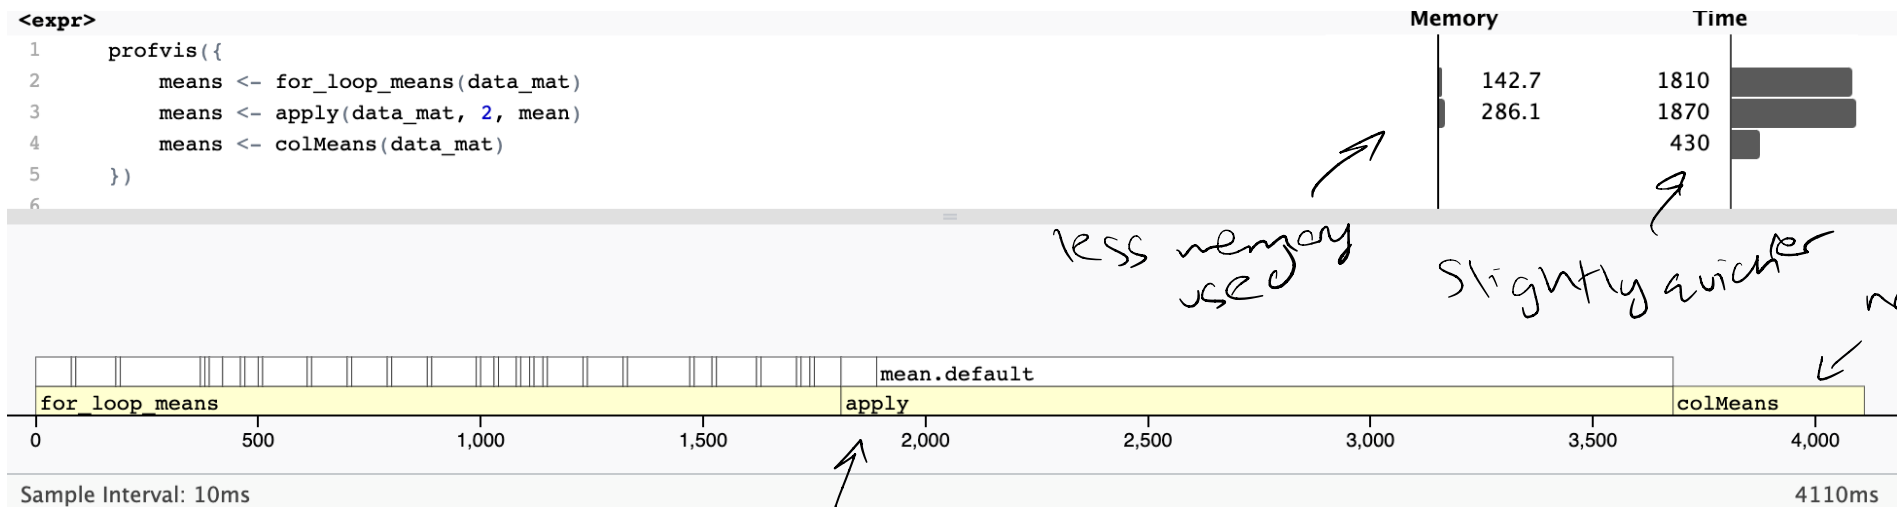 <expr> Memory Time
1 profvis({
2 means <- for_loop_means(data_mat) 142.7 1810
3 means <- apply(data_mat, 2, mean) 286.1 1870
4 means <- colMeans(data_mat) 430
5 })
6
less memory
used
Slightly quicker
mean.default
for_loop_means apply colMeans
0 500 1,000 1,500 2,000 2,500 3,000 3,500 4,000
Sample Interval: 10ms 4110ms